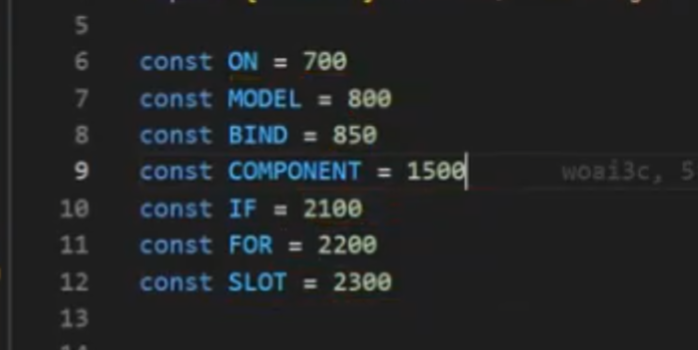 5
6 const ON = 700
7 const MODEL = 800
8 const BIND = 850
9 const COMPONENT = 1500 woai3c, 5
10 const IF = 2100
11 const FOR = 2200
12 const SLOT = 2300
13